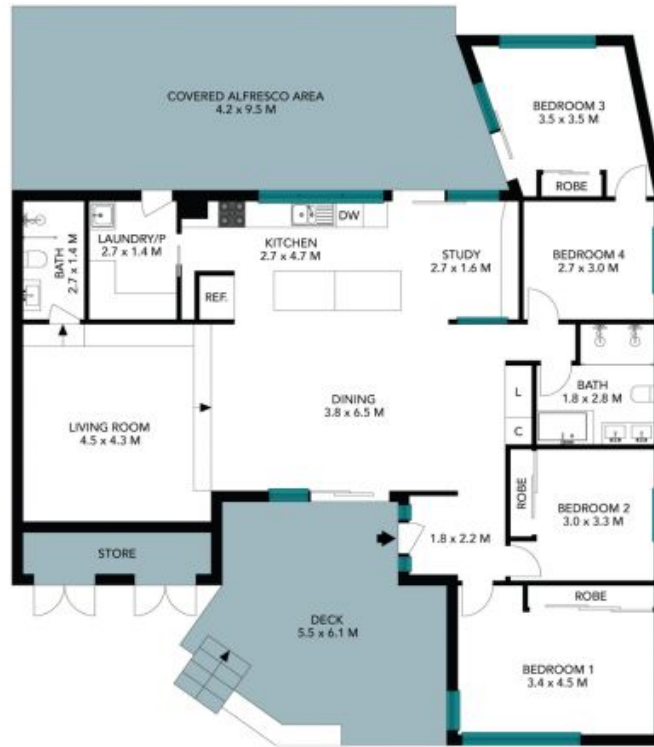 COVERED ALFRESCO AREA
4.2 x 9.5 M
BEDROOM 3
3.5 x 3.5 M
ROBE
BATH
2.7 x 1.4 M
LAUNDRY/P
2.7 x 1.4 M
DW
KITCHEN
2.7 x 4.7 M
STUDY
2.7 x 1.6 M
BEDROOM 4
2.7 x 3.0 M
REF.
L
C
BATH
1.8 x 2.8 M
DINING
3.8 x 6.5 M
LIVING ROOM
4.5 x 4.3 M
ROBE
BEDROOM 2
3.0 x 3.3 M
1.8 x 2.2 M
STORE
ROBE
DECK
5.5 x 6.1 M
BEDROOM 1
3.4 x 4.5 M